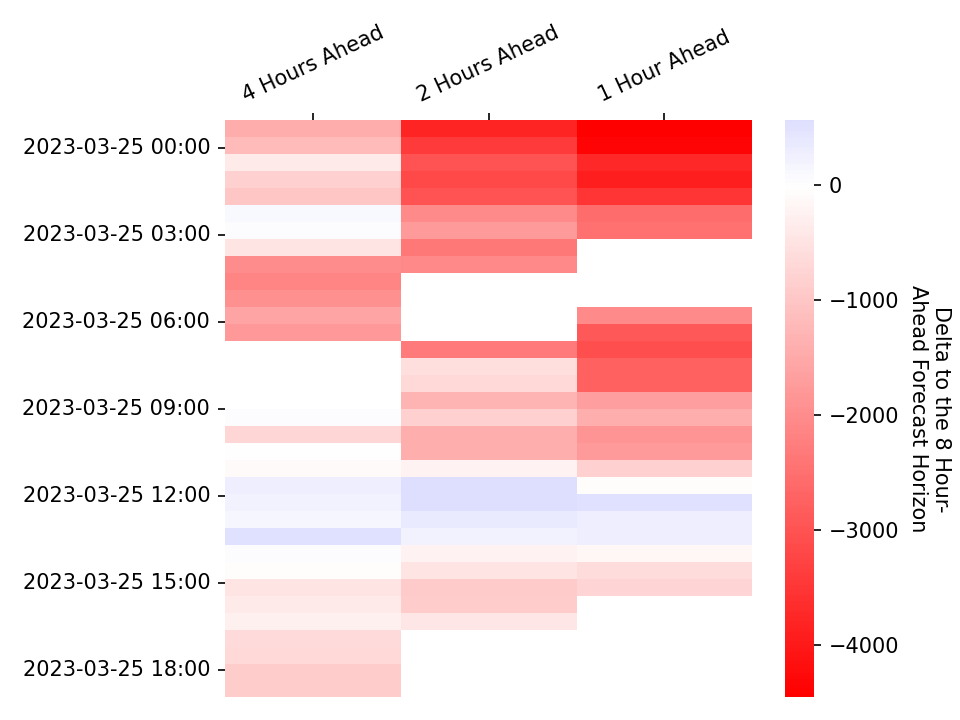 4 Hours Ahead
2 Hours Ahead
1 Hour Ahead
2023-03-25 00:00
2023-03-25 03:00
2023-03-25 06:00
2023-03-25 09:00
2023-03-25 12:00
2023-03-25 15:00
2023-03-25 18:00
0
−1000
−2000
−3000
−4000
Delta to the 8 Hour-
Ahead Forecast Horizon